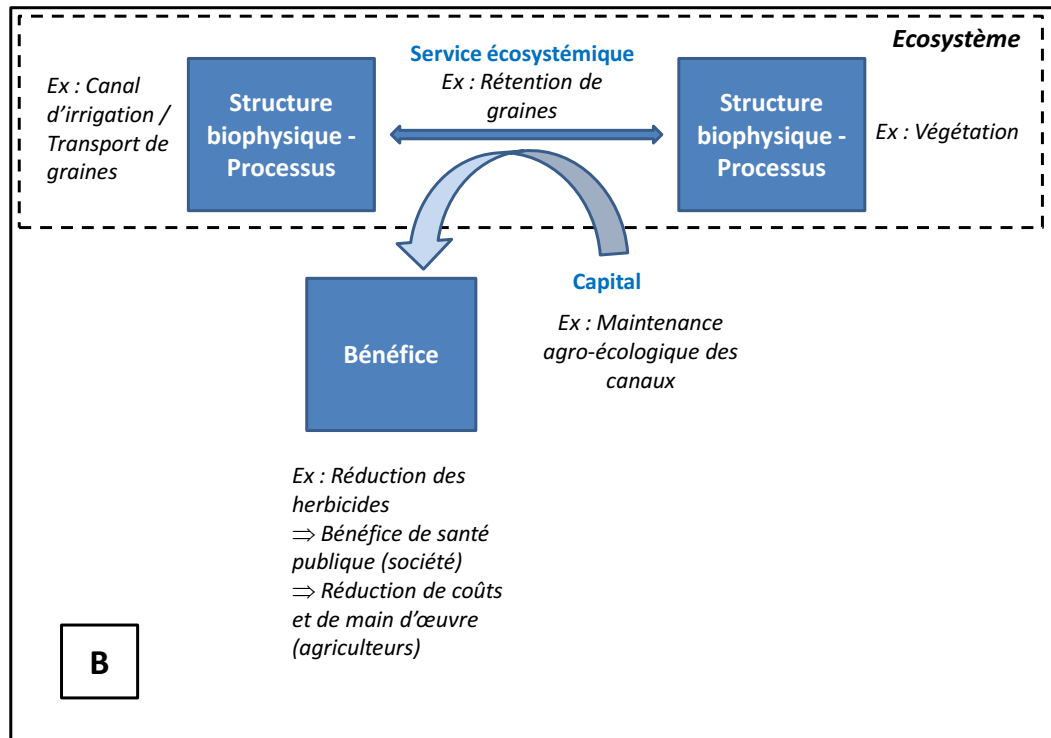 Ecosystème
Service écosystémique
Ex : Rétention de
graines
Ex : Canal
d'irrigation /
Transport de
graines
Structure
biophysique -
Processus
Structure
biophysique -
Processus
Ex : Végétation
Capital
Ex : Maintenance
agro-écologique des
canaux
Bénéfice
Ex : Réduction des
herbicides
⇒ Bénéfice de santé
publique (société)
⇒ Réduction de coûts
et de main d'œuvre
(agriculteurs)
B